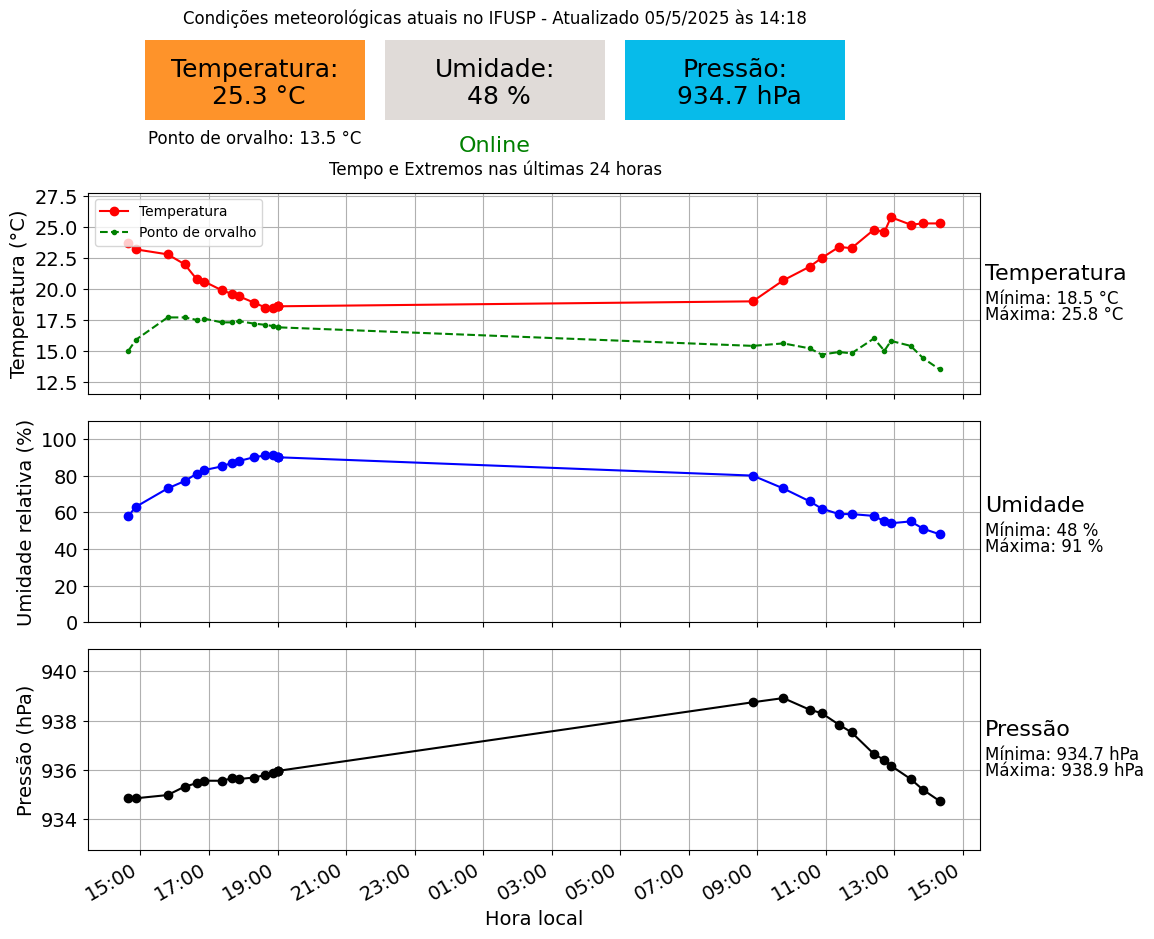 Condições meteorológicas atuais no IFUSP - Atualizado 05/5/2025 às 14:18
Temperatura:
25.3 °C
Umidade:
48 %
Pressão:
934.7 hPa
Ponto de orvalho: 13.5 °C
Online
Tempo e Extremos nas últimas 24 horas
Temperatura (°C)
27.5
25.0
22.5
20.0
17.5
15.0
12.5
Temperatura
Ponto de orvalho
Temperatura
Mínima: 18.5 °C
Máxima: 25.8 °C
Umidade relativa (%)
100
80
60
40
20
0
Umidade
Mínima: 48 %
Máxima: 91 %
Pressão (hPa)
940
938
936
934
Pressão
Mínima: 934.7 hPa
Máxima: 938.9 hPa
15:00 17:00 19:00 21:00 23:00 01:00 03:00 05:00 07:00 09:00 11:00 13:00 15:00
Hora local